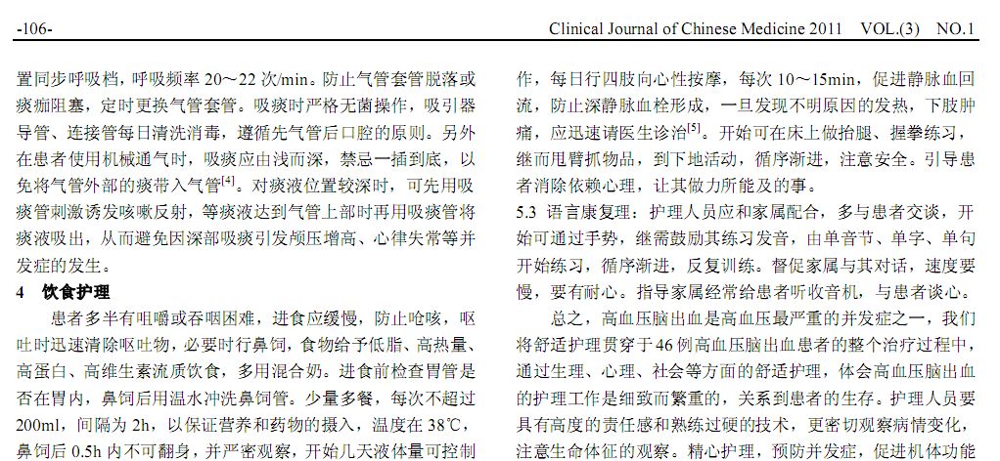 -106- Clinical Journal of Chinese Medicine 2011 VOL.(3) NO.1
置同步呼吸档，呼吸频率 20～22 次/min。防止气管套管脱落或
痰痂阻塞，定时更换气管套管。吸痰时严格无菌操作，吸引器
导管、连接管每日清洗消毒，遵循先气管后口腔的原则。另外
在患者使用机械通气时，吸痰应由浅而深，禁忌一插到底，以
免将气管外部的痰带入气管[4]。对痰液位置较深时，可先用吸
痰管刺激诱发咳嗽反射，等痰液达到气管上部时再用吸痰管将
痰液吸出，从而避免因深部吸痰引发颅压增高、心律失常等并
发症的发生。
4 饮食护理
患者多半有咀嚼或吞咽困难，进食应缓慢，防止呛咳，呕
吐时迅速清除呕吐物，必要时行鼻饲，食物给予低脂、高热量、
高蛋白、高维生素流质饮食，多用混合奶。进食前检查胃管是
否在胃内，鼻饲后用温水冲洗鼻饲管。少量多餐，每次不超过
200ml，间隔为 2h，以保证营养和药物的摄入，温度在 38℃，
鼻饲后 0.5h 内不可翻身，并严密观察，开始几天液体量可控制
作，每日行四肢向心性按摩，每次 10～15min，促进静脉血回
流，防止深静脉血栓形成，一旦发现不明原因的发热，下肢肿
痛，应迅速请医生诊治[5]。开始可在床上做抬腿、握拳练习，
继而甩臂抓物品，到下地活动，循序渐进，注意安全。引导患
者消除依赖心理，让其做力所能及的事。
5.3 语言康复理：护理人员应和家属配合，多与患者交谈，开
始可通过手势，继需鼓励其练习发音，由单音节、单字、单句
开始练习，循序渐进，反复训练。督促家属与其对话，速度要
慢，要有耐心。指导家属经常给患者听收音机，与患者谈心。
总之，高血压脑出血是高血压最严重的并发症之一，我们
将舒适护理贯穿于 46 例高血压脑出血患者的整个治疗过程中，
通过生理、心理、社会等方面的舒适护理，体会高血压脑出血
的护理工作是细致而繁重的，关系到患者的生存。护理人员要
具有高度的责任感和熟练过硬的技术，更密切观察病情变化，
注意生命体征的观察。精心护理，预防并发症，促进机体功能